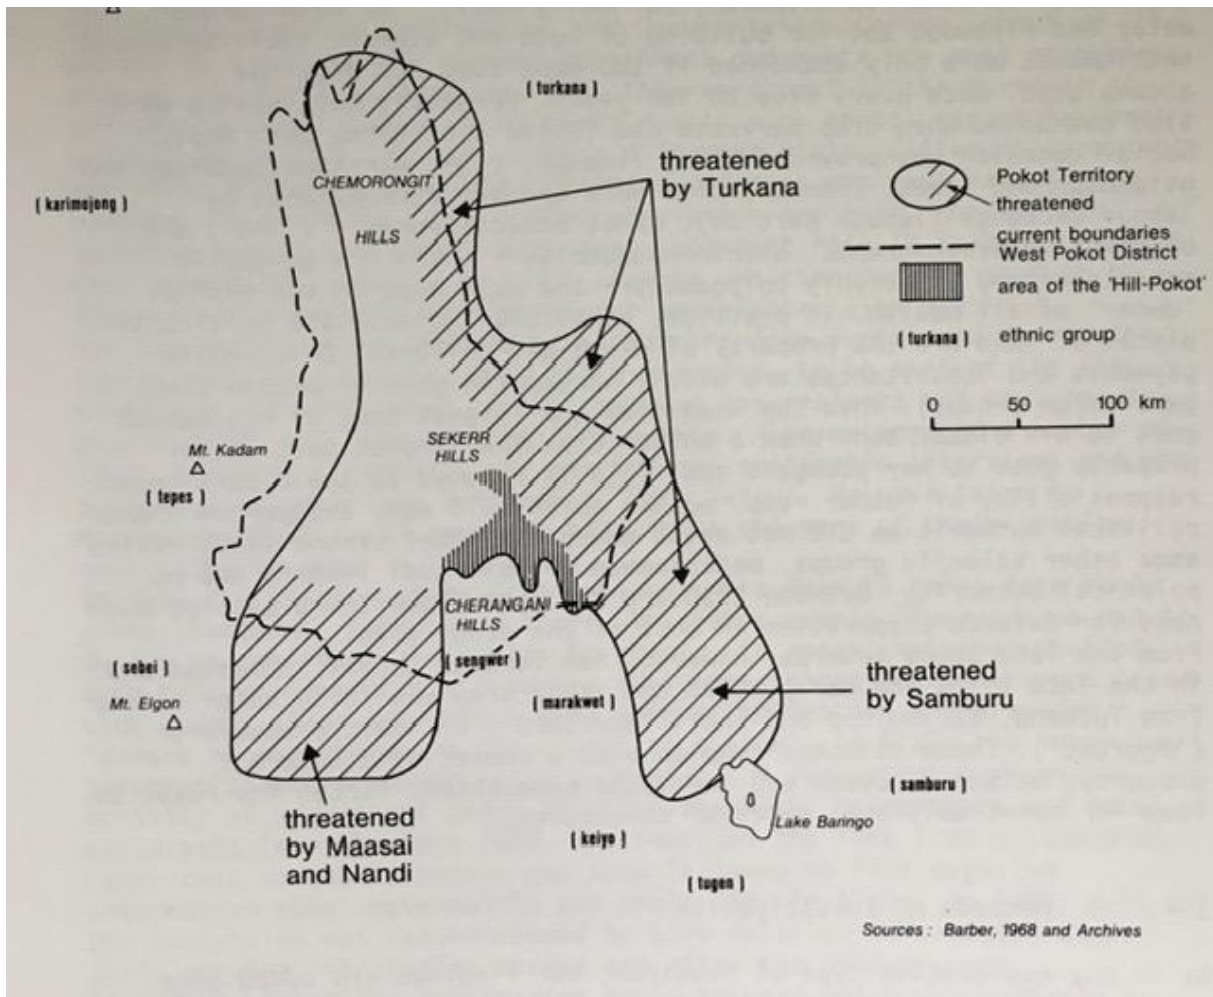 ( turkana )
threatened
by Turkana
( karimojong )
CHEMORONGIT
HILLS
Pokot Territory
threatened
current boundaries
West Pokot District
area of the 'Hill-Pokot'
( turkana ) ethnic group
0 50 100 km
SEKERR
HILLS
Mt. Kadam
( tepes )
CHERANGANI
HILLS
( sengwer )
( sebei )
Mt. Elgon
( marakwet )
threatened
by Samburu
( samburu )
threatened
by Maasai
and Nandi
Lake Baringo
( keiyo )
( tugen )
Sources : Barber, 1968 and Archives